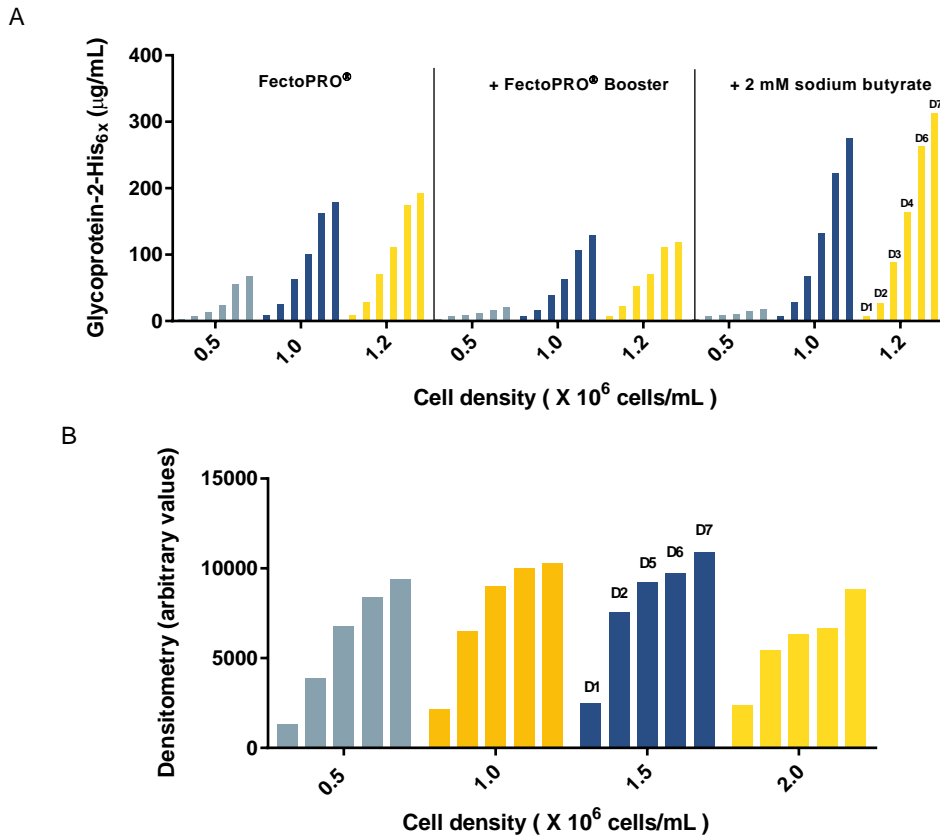 A
400
300
200
100
0
Glycoprotein-2-His6x (μg/mL)
FectoPRO®
+ FectoPRO® Booster
+ 2 mM sodium butyrate
D1
D2
D3
D4
D6
D7
0.5
1.0
1.2
0.5
1.0
1.2
0.5
1.0
1.2
Cell density ( X 10⁶ cells/mL )
B
15000
10000
5000
0
Densitometry (arbitrary values)
D1
D2
D5
D6
D7
0.5
1.0
1.5
2.0
Cell density ( X 10⁶ cells/mL )